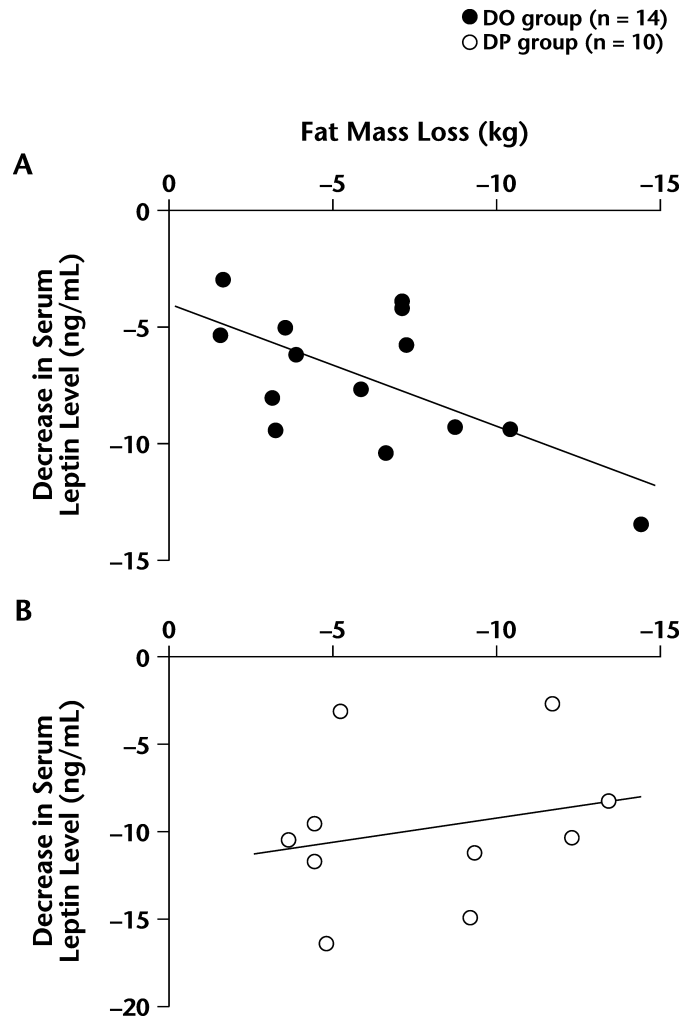 DO group (n = 14)
DP group (n = 10)
Fat Mass Loss (kg)
A
0 –5 –10 –15
0
–5
–10
–15
Decrease in Serum
Leptin Level (ng/mL)
B
0 –5 –10 –15
0
–5
–10
–15
–20
Decrease in Serum
Leptin Level (ng/mL)